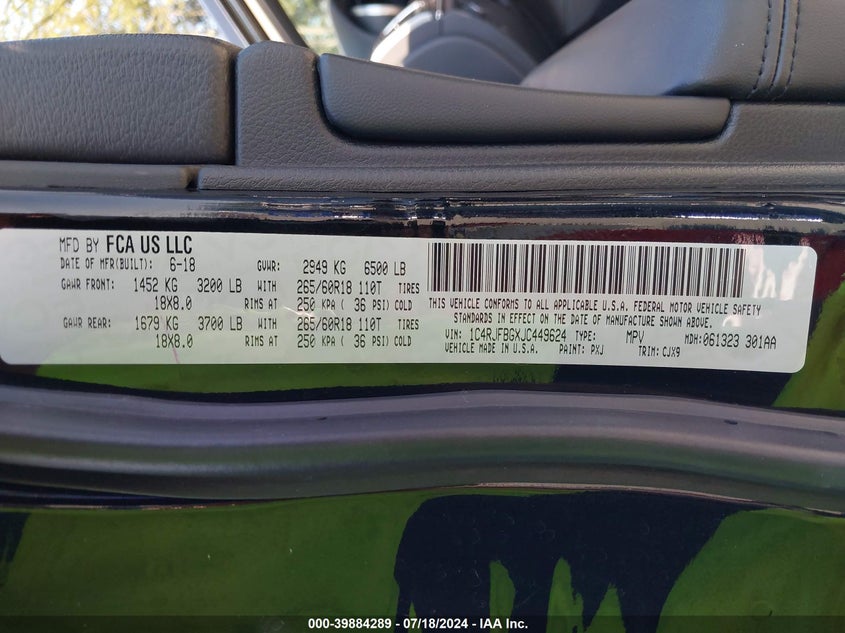 MFD BY FCA US LLC
DATE OF MFR(BUILT): 6-18 GVWR: 2949 KG 6500 LB
GAWR FRONT: 1452 KG 3200 LB WITH 265/60R18 110T TIRES
18X8.0 RIMS AT 250 KPA ( 36 PSI) COLD
GAWR REAR: 1679 KG 3700 LB WITH 265/60R18 110T TIRES
18X8.0 RIMS AT 250 KPA ( 36 PSI) COLD
THIS VEHICLE CONFORMS TO ALL APPLICABLE U.S.A. FEDERAL MOTOR VEHICLE SAFETY
STANDARDS IN EFFECT ON THE DATE OF MANUFACTURE SHOWN ABOVE.
VIN: 1C4RJFBGXJC449624 TYPE: MPV MDH: 061323 301AA
VEHICLE MADE IN U.S.A. PAINT: PXJ TRIM: CJX9
000-39884289 - 07/18/2024 - IAA Inc.